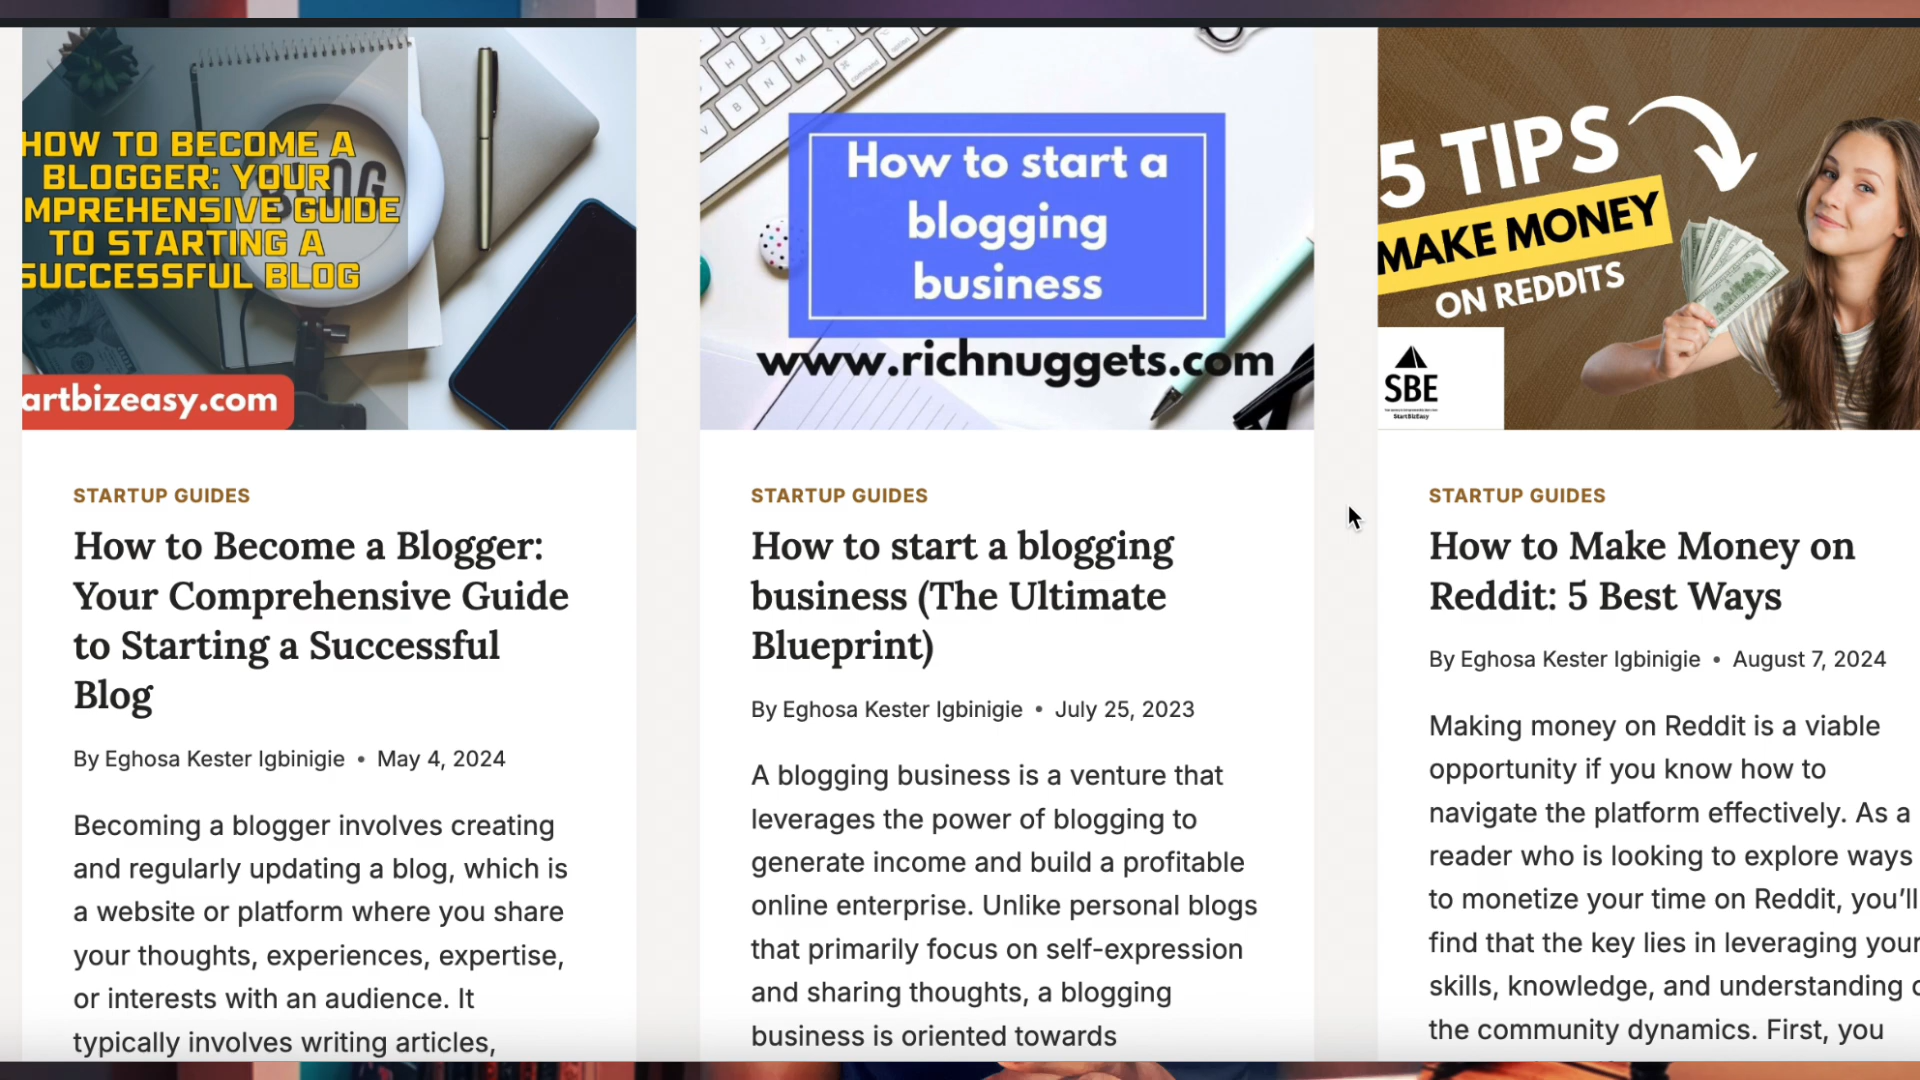 HOW TO BECOME A
BLOGGER: YOUR
MPREHENSIVE GUIDE
TO STARTING A
SUCCESSFUL BLOG
BLOG
artbizeasy.com
STARTUP GUIDES
How to Become a Blogger:
Your Comprehensive Guide
to Starting a Successful
Blog
By Eghosa Kester Igbinigie • May 4, 2024
Becoming a blogger involves creating
and regularly updating a blog, which is
a website or platform where you share
your thoughts, experiences, expertise,
or interests with an audience. It
typically involves writing articles,
H
J
B
N
M
V
command
option
How to start a
blogging
business
www.richnuggets.com
STARTUP GUIDES
How to start a blogging
business (The Ultimate
Blueprint)
By Eghosa Kester Igbinigie • July 25, 2023
A blogging business is a venture that
leverages the power of blogging to
generate income and build a profitable
online enterprise. Unlike personal blogs
that primarily focus on self-expression
and sharing thoughts, a blogging
business is oriented towards
5 TIPS
MAKE MONEY
ON REDDITS
SBE
StartBizEasy
STARTUP GUIDES
How to Make Money on
Reddit: 5 Best Ways
By Eghosa Kester Igbinigie • August 7, 2024
Making money on Reddit is a viable
opportunity if you know how to
navigate the platform effectively. As a
reader who is looking to explore ways
to monetize your time on Reddit, you'll
find that the key lies in leveraging your
skills, knowledge, and understanding
the community dynamics. First, you